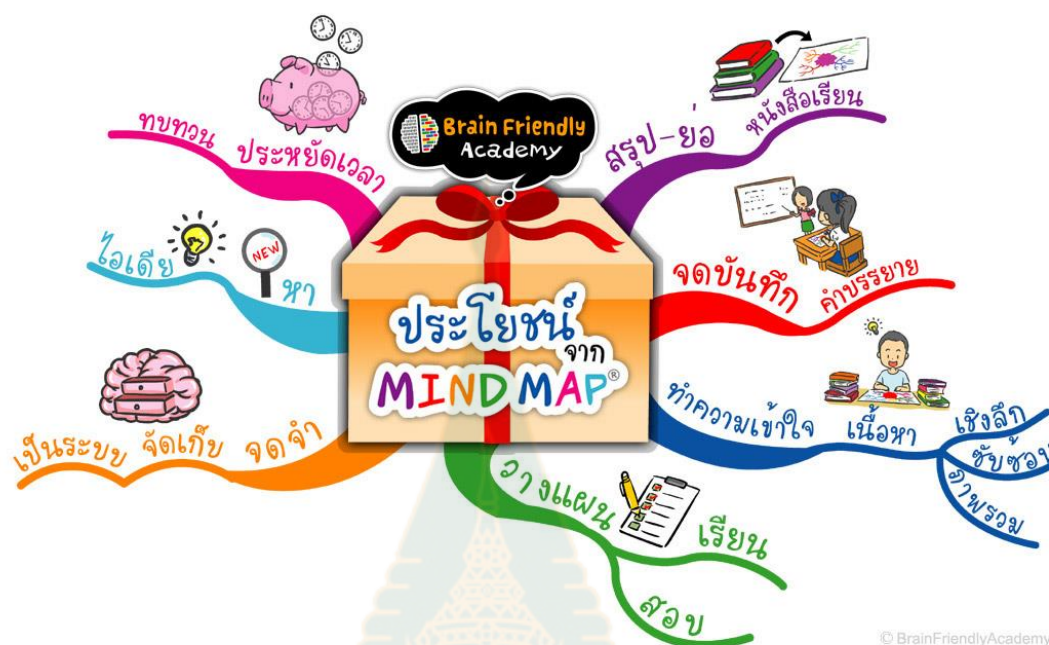 Brain Friendly
Academy
ประโยชน์
จาก
MIND MAP®
สรุป-ย่อ
หนังสือเรียน
จดบันทึก
คำบรรยาย
ทำความเข้าใจ
เนื้อหา
เชิงลึก
ซับซ้อน
ภาพรวม
วางแผน
เรียน
สอบ
จดจำ
จัดเก็บ
เป็นระบบ
หา
NEW
ไอเดีย
ประหยัดเวลา
ทบทวน
© BrainFriendlyAcademy